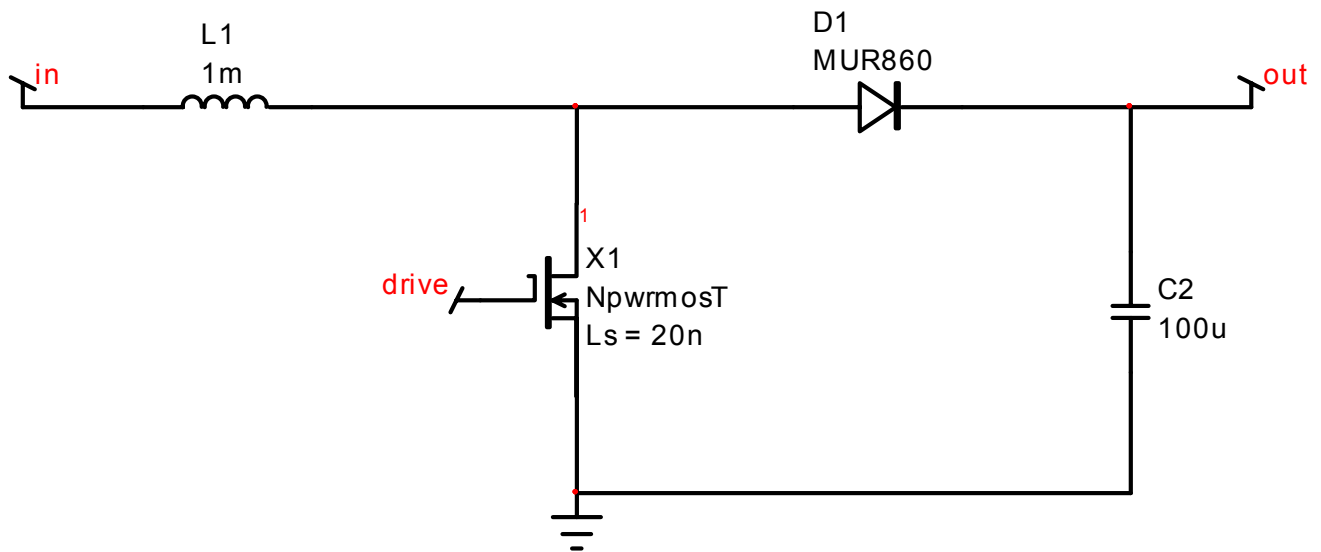 L1
1m
in
D1
MUR860
out
1
X1
NpwrmosT
Ls = 20n
drive
C2
100u